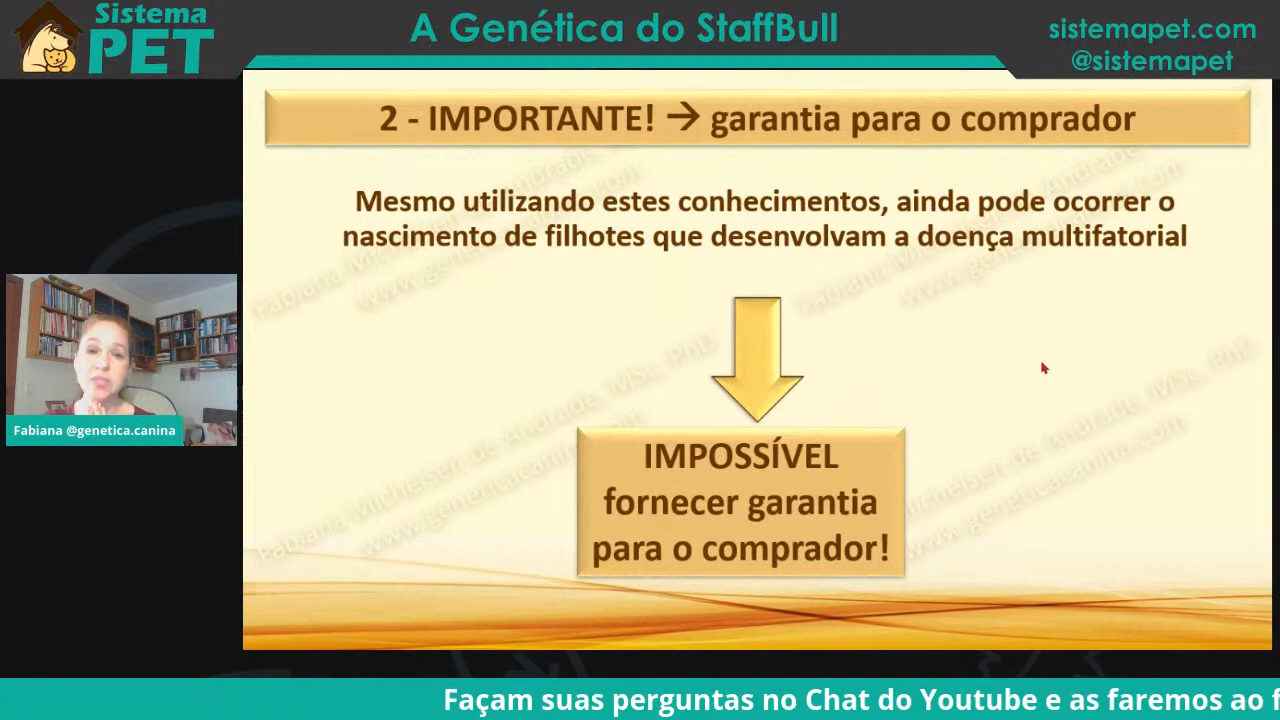 Sistema
PET
A Genética do StaffBull
sistemapet.com
@sistemapet
2 - IMPORTANTE! → garantia para o comprador
Mesmo utilizando estes conhecimentos, ainda pode ocorrer o
nascimento de filhotes que desenvolvam a doença multifatorial
IMPOSSÍVEL
fornecer garantia
para o comprador!
Fabiana @genetica.canina
Façam suas perguntas no Chat do Youtube e as faremos ao f